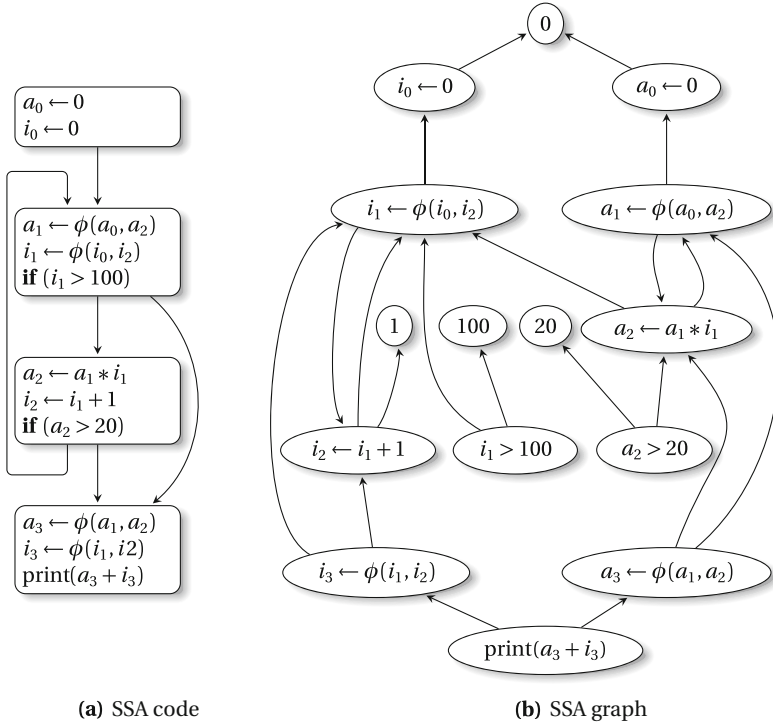 a₀ ← 0
i₀ ← 0
a₁ ← ϕ(a₀, a₂)
i₁ ← ϕ(i₀, i₂)
if (i₁ > 100)
a₂ ← a₁ * i₁
i₂ ← i₁ + 1
if (a₂ > 20)
a₃ ← ϕ(a₁, a₂)
i₃ ← ϕ(i₁, i2)
print(a₃ + i₃)
(a) SSA code
0
i₀ ← 0
a₀ ← 0
i₁ ← ϕ(i₀, i₂)
a₁ ← ϕ(a₀, a₂)
1
100
20
a₂ ← a₁ * i₁
i₂ ← i₁ + 1
i₁ > 100
a₂ > 20
i₃ ← ϕ(i₁, i₂)
a₃ ← ϕ(a₁, a₂)
print(a₃ + i₃)
(b) SSA graph